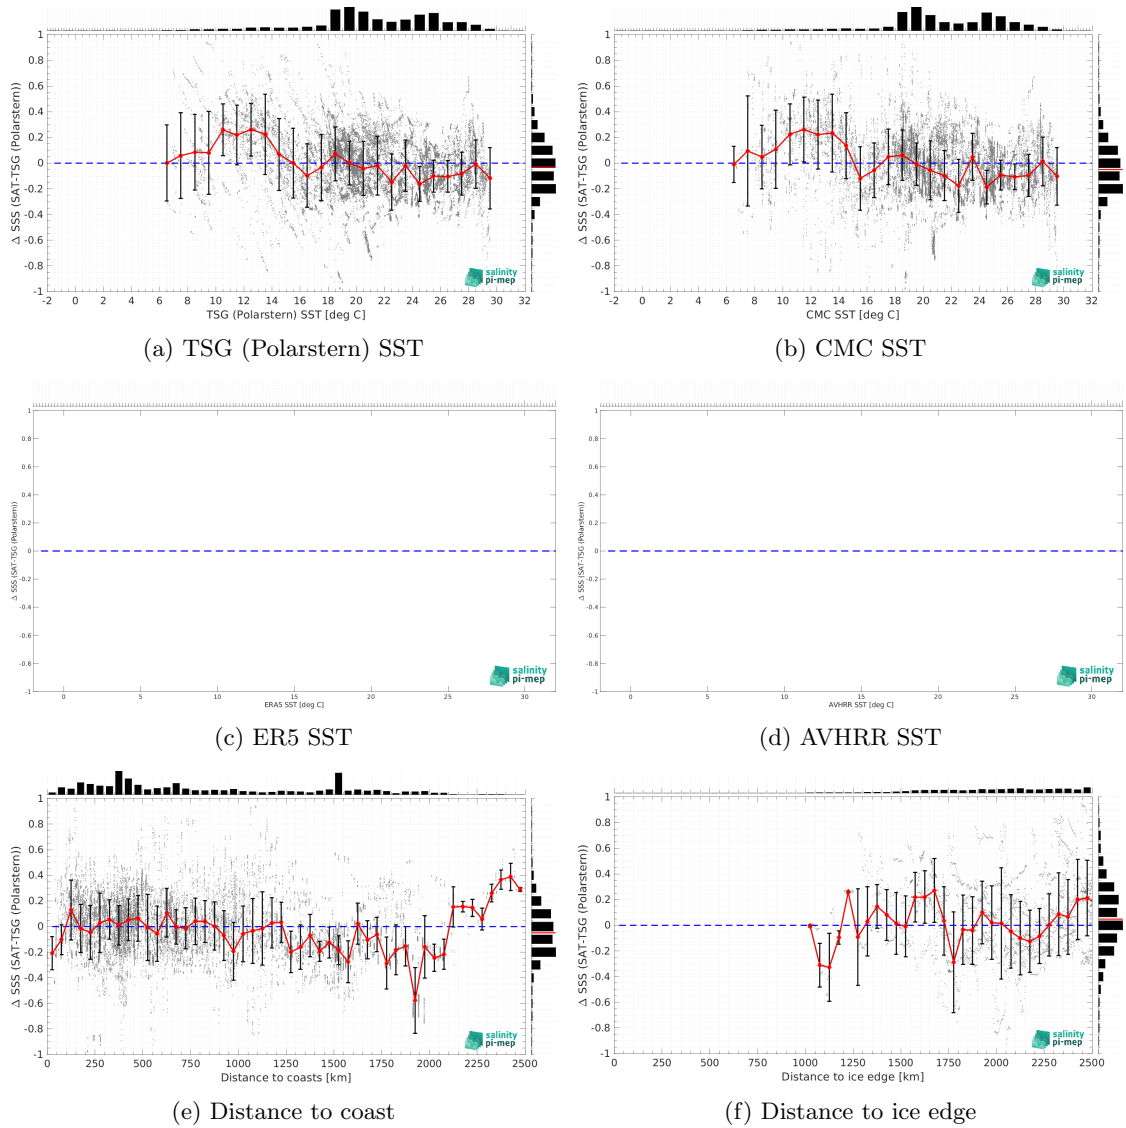 1
0.8
0.6
0.4
0.2
0
-0.2
-0.4
-0.6
-0.8
-1
Δ SSS (SAT-TSG (Polarstern))
salinity
pi-mep
-2 0 2 4 6 8 10 12 14 16 18 20 22 24 26 28 30 32
TSG (Polarstern) SST [deg C]
(a) TSG (Polarstern) SST
1
0.8
0.6
0.4
0.2
0
-0.2
-0.4
-0.6
-0.8
-1
Δ SSS (SAT-TSG (Polarstern))
salinity
pi-mep
-2 0 2 4 6 8 10 12 14 16 18 20 22 24 26 28 30 32
CMC SST [deg C]
(b) CMC SST
1
0.8
0.6
0.4
0.2
0
-0.2
-0.4
-0.6
-0.8
-1
Δ SSS (SAT-TSG (Polarstern))
salinity
pi-mep
0 5 10 15 20 25 30
ERA5 SST [deg C]
(c) ER5 SST
1
0.8
0.6
0.4
0.2
0
-0.2
-0.4
-0.6
-0.8
-1
Δ SSS (SAT-TSG (Polarstern))
salinity
pi-mep
0 5 10 15 20 25 30
AVHRR SST [deg C]
(d) AVHRR SST
1
0.8
0.6
0.4
0.2
0
-0.2
-0.4
-0.6
-0.8
-1
Δ SSS (SAT-TSG (Polarstern))
salinity
pi-mep
0 250 500 750 1000 1250 1500 1750 2000 2250 2500
Distance to coasts [km]
(e) Distance to coast
1
0.8
0.6
0.4
0.2
0
-0.2
-0.4
-0.6
-0.8
-1
Δ SSS (SAT-TSG (Polarstern))
salinity
pi-mep
0 250 500 750 1000 1250 1500 1750 2000 2250 2500
Distance to ice edge [km]
(f) Distance to ice edge